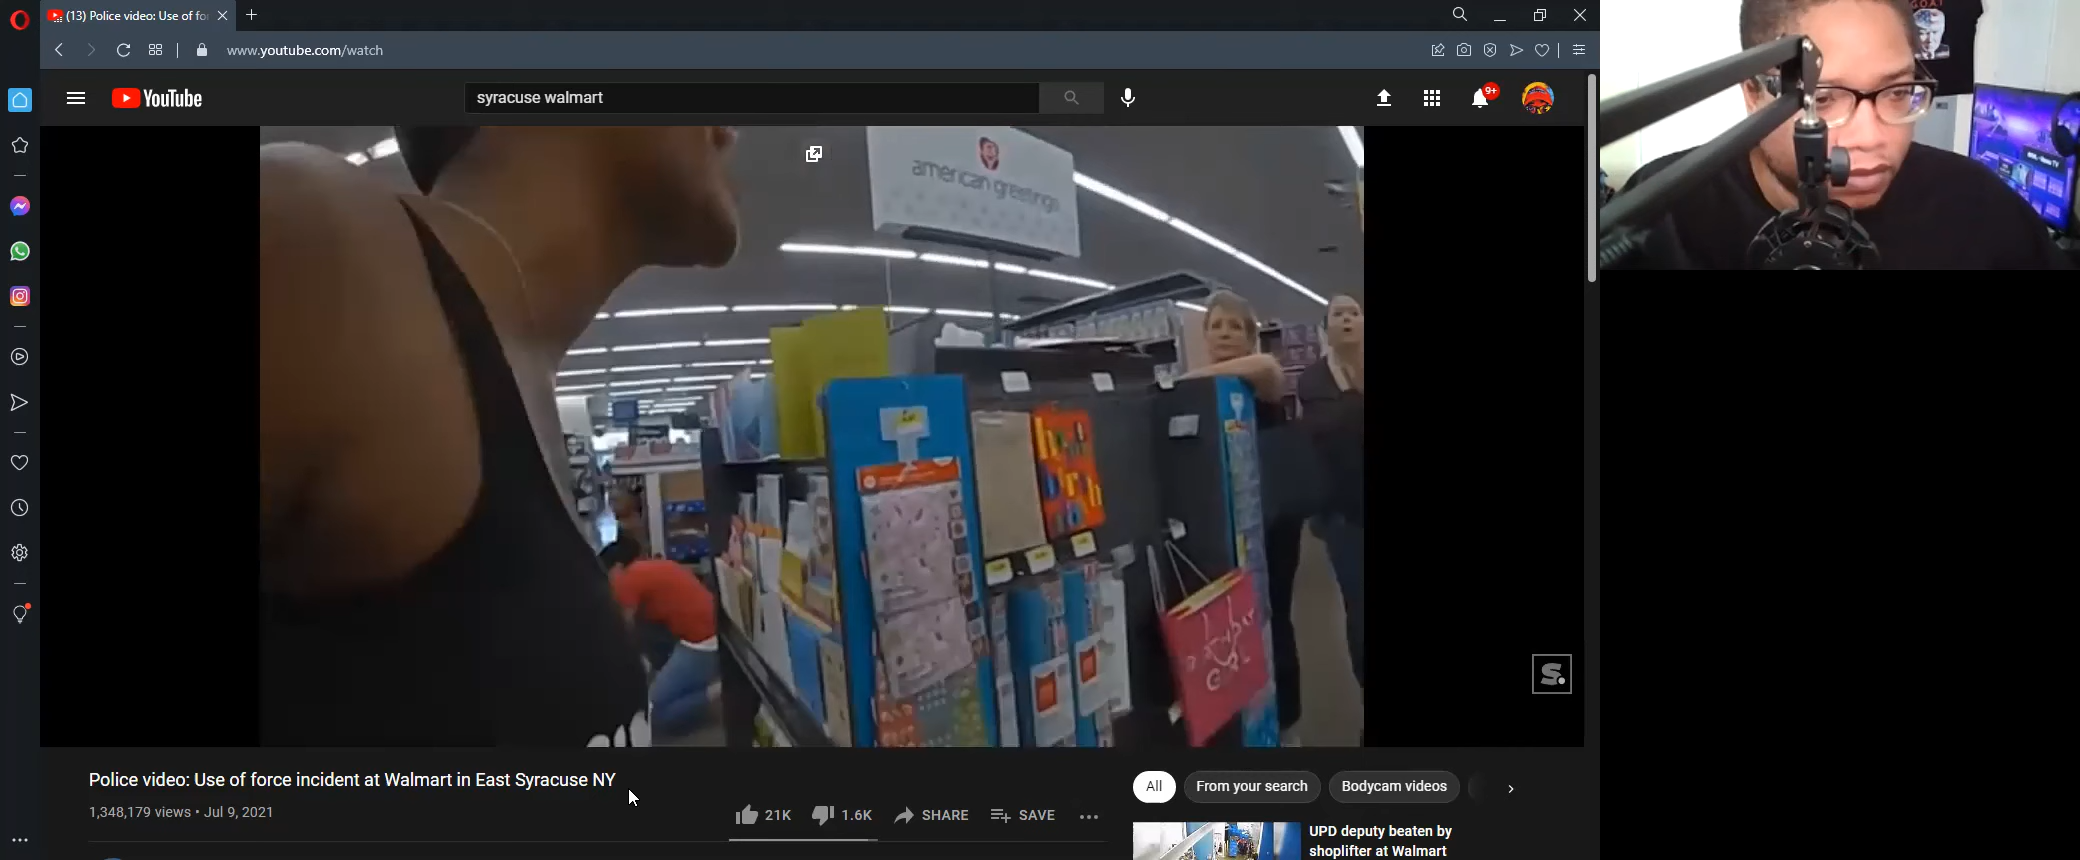 (13) Police video: Use of fo
www.youtube.com/watch
YouTube
syracuse walmart
9+
GOAT
american greetings
S.
Police video: Use of force incident at Walmart in East Syracuse NY
1,348,179 views • Jul 9, 2021
21K
1.6K
SHARE
SAVE
All
From your search
Bodycam videos
UPD deputy beaten by
shoplifter at Walmart